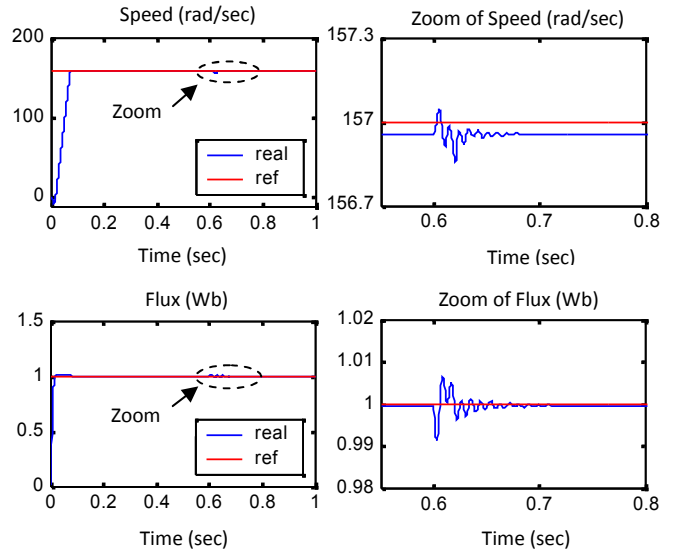 Speed (rad/sec)
200
100
0
Zoom
real
ref
0 0.2 0.4 0.6 0.8 1
Time (sec)
Zoom of Speed (rad/sec)
157.3
157
156.7
0.6 0.7 0.8
Time (sec)
Flux (Wb)
1.5
1
0.5
0
Zoom
real
ref
0 0.2 0.4 0.6 0.8 1
Time (sec)
Zoom of Flux (Wb)
1.02
1.01
1
0.99
0.98
0.6 0.7 0.8
Time (sec)